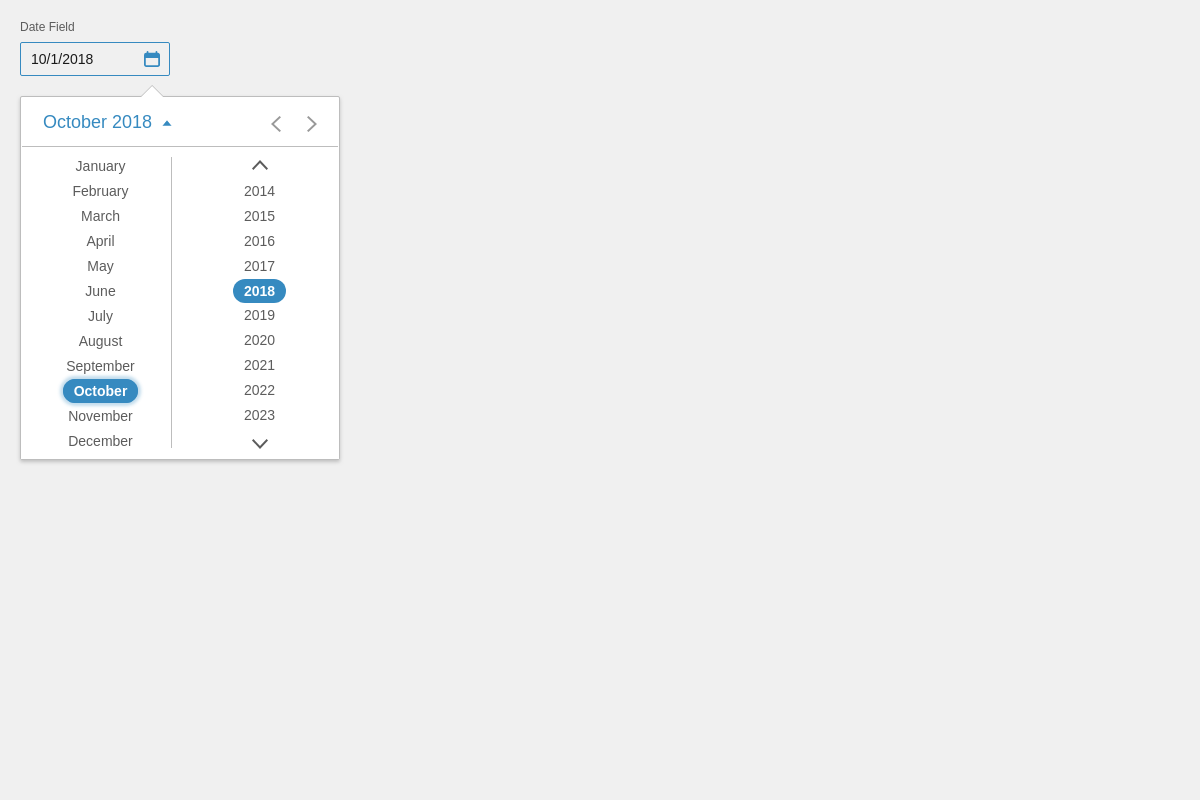 Date Field
10/1/2018
October 2018
January
February
March
April
May
June
July
August
September
October
November
December
2014
2015
2016
2017
2018
2019
2020
2021
2022
2023